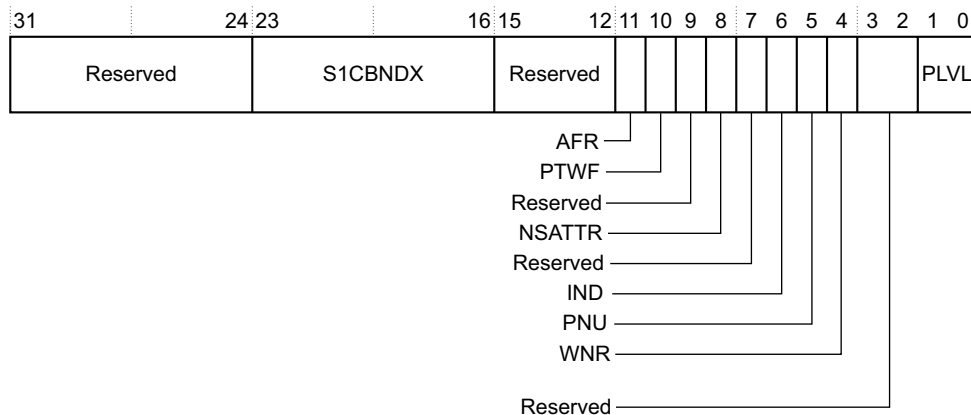 31 24 23 16 15 12 11 10 9 8 7 6 5 4 3 2 1 0
Reserved S1CBNDX Reserved PLVL
AFR
PTWF
Reserved
NSATTR
Reserved
IND
PNU
WNR
Reserved